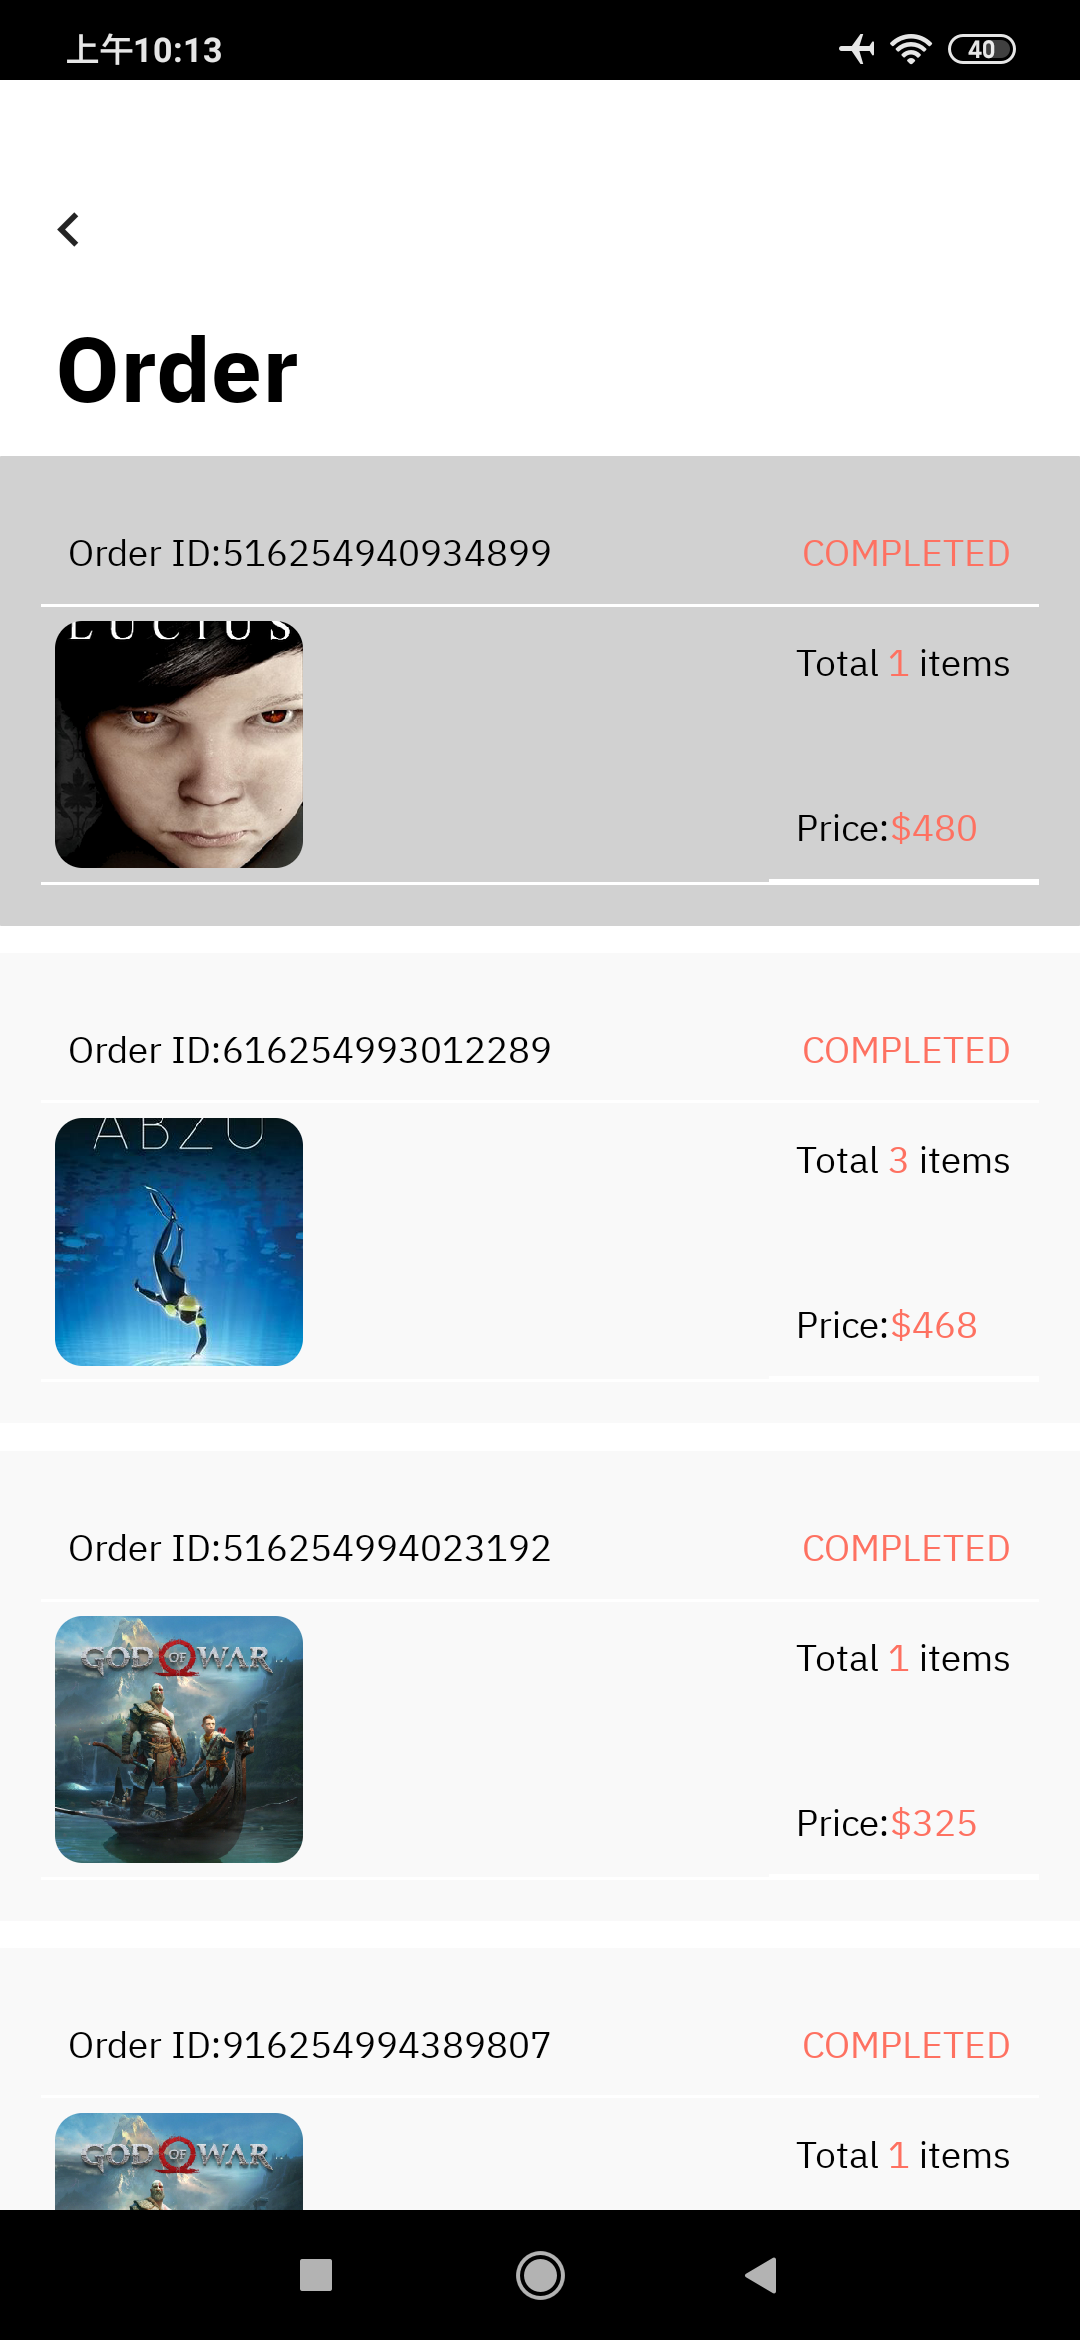 上午10:13
40
Order
Order ID:516254940934899
COMPLETED
LUCIUS
Total 1 items
Price:$480
Order ID:616254993012289
COMPLETED
ABZU
Total 3 items
Price:$468
Order ID:516254994023192
COMPLETED
GOD OF WAR
Total 1 items
Price:$325
Order ID:916254994389807
COMPLETED
GOD OF WAR
Total 1 items